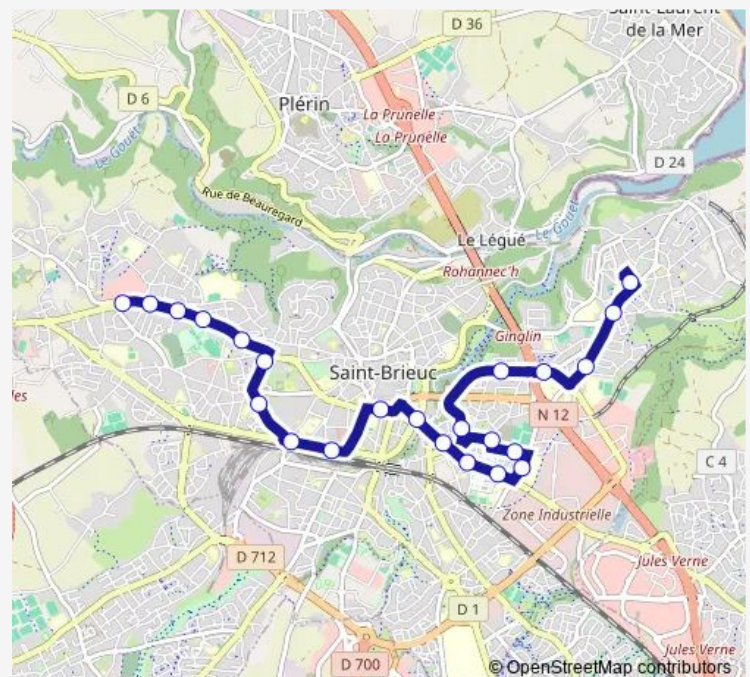 Saint-Laurent
de la Mer
D 36
D 6
Plérin
La Prunelle
La Prunelle
Le Gouët
D 24
Rue de Beauregard
Le Gouët
Le Légué
Rohannec'h
Ginglin
Saint-Brieuc
les
N 12
C 4
Zone Industrielle
D 712
Jules Verne
D 1
Jules Verne
D 700
© OpenStreetMap contributors